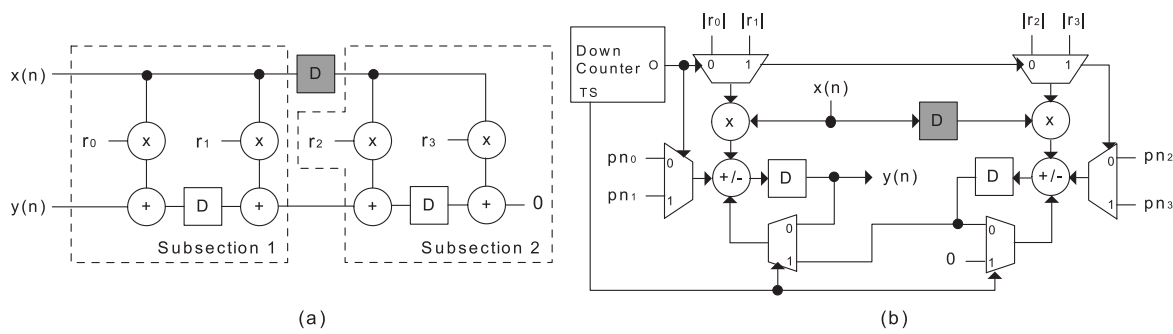 x(n)
D
r0
x
r1
x
r2
x
r3
x
y(n)
+
D
+
+
D
+
0
Subsection 1
Subsection 2
(a)
|r0| |r1|
|r2| |r3|
Down
Counter
O
TS
0 1
0 1
x(n)
x
D
x
pn0
pn1
0
1
+/-
D
y(n)
D
+/-
0
1
pn2
pn3
0
1
0
0
1
(b)